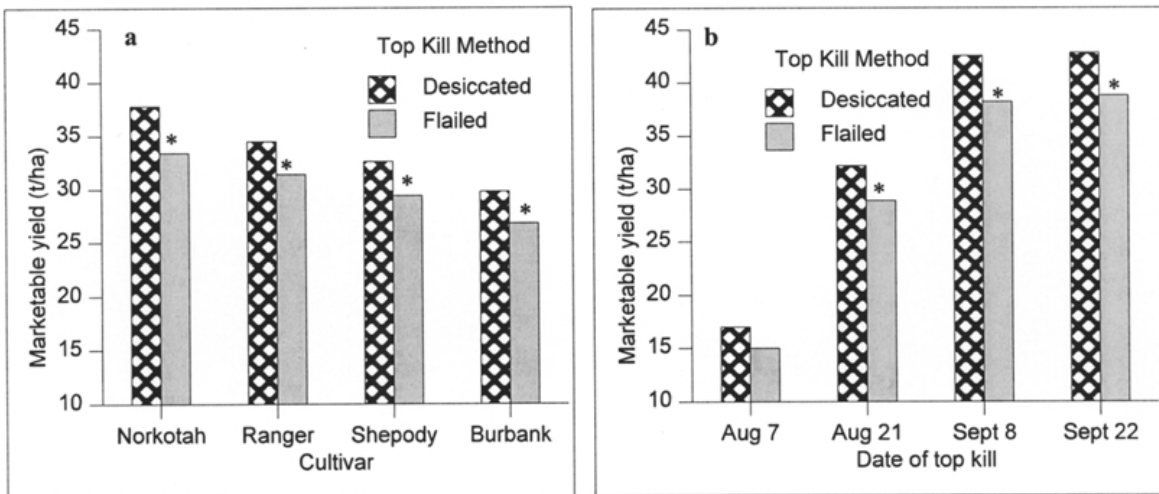 a
Top Kill Method
Desiccated
Flailed
Marketable yield (t/ha)
45
40
35
30
25
20
15
10
*
*
*
*
Norkotah Ranger Shepody Burbank
Cultivar
b
Top Kill Method
Desiccated
Flailed
Marketable yield (t/ha)
45
40
35
30
25
20
15
10
*
*
*
Aug 7 Aug 21 Sept 8 Sept 22
Date of top kill